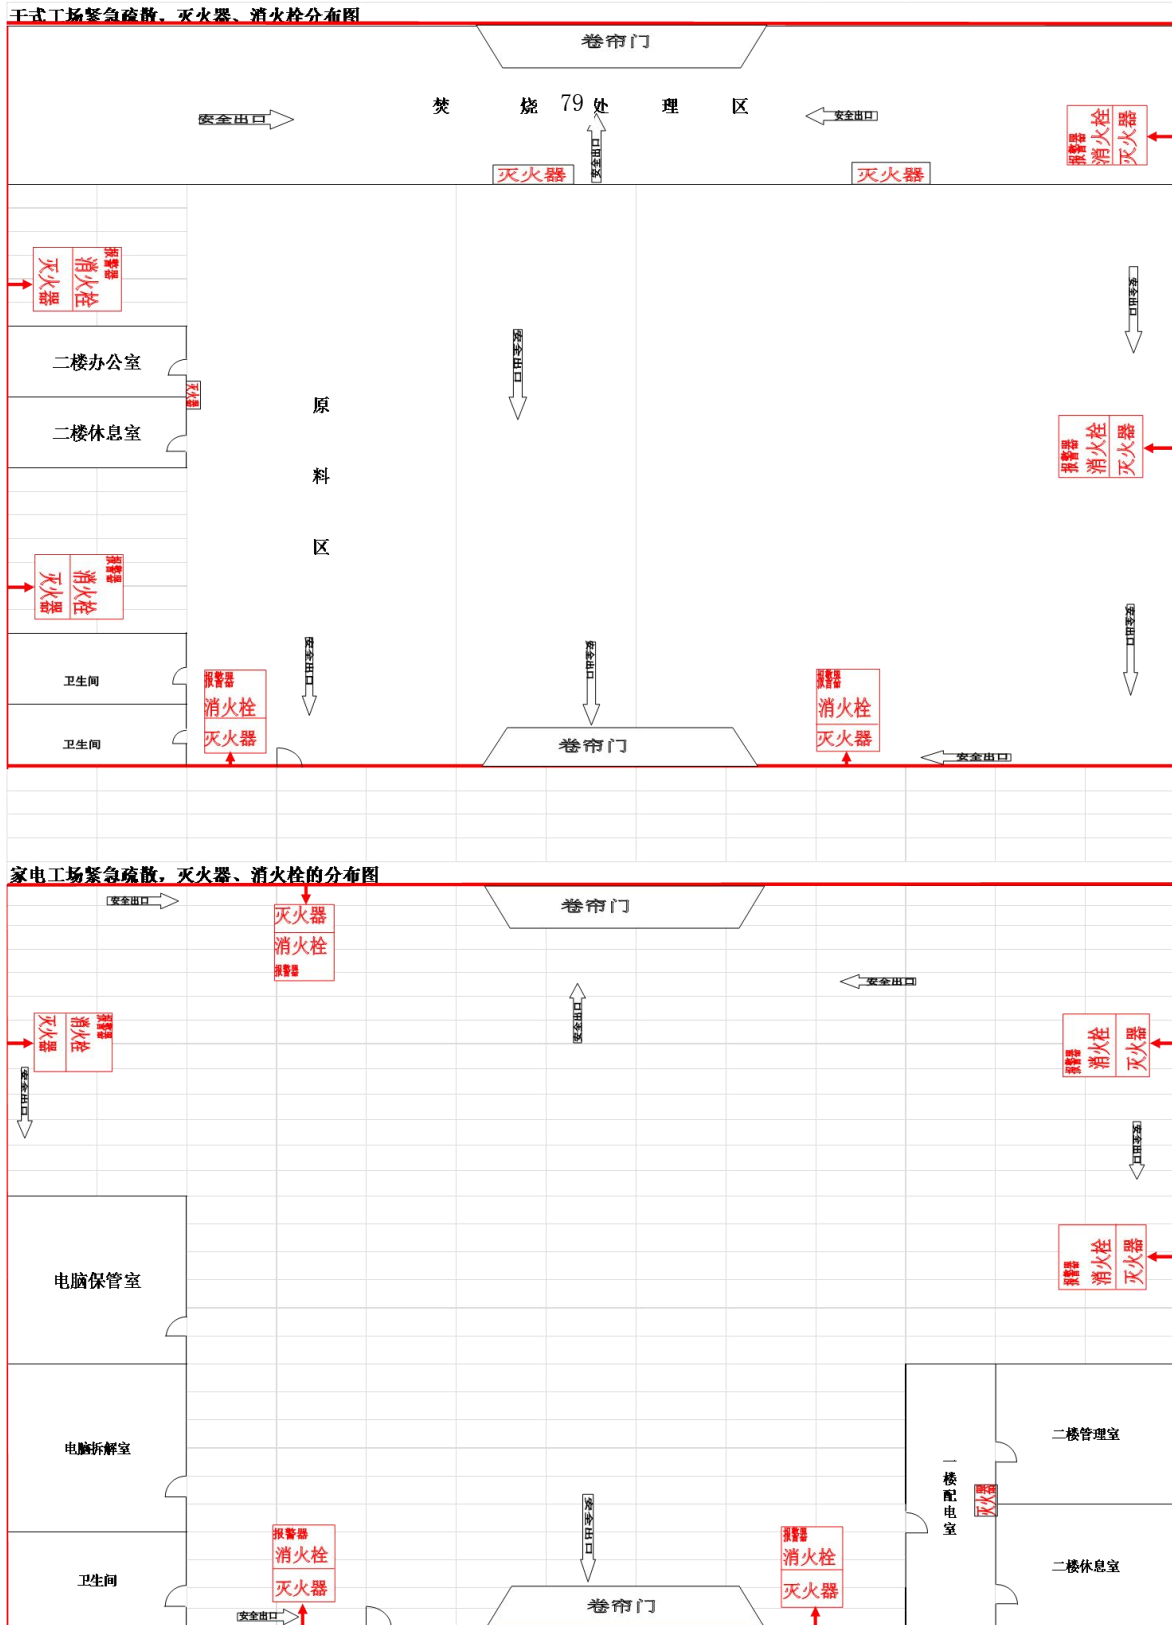 干式工场紧急疏散，灭火器、消火栓分布图
卷帘门
焚烧处理区
79
安全出口
安全出口
安全出口
报警器
消火栓
灭火器
灭火器
灭火器
灭火器
消火栓
报警器
安全出口
安全出口
二楼办公室
灭火器
原料区
二楼休息室
报警器
消火栓
灭火器
灭火器
消火栓
报警器
安全出口
安全出口
安全出口
卫生间
报警器
消火栓
灭火器
报警器
消火栓
灭火器
卫生间
卷帘门
安全出口
家电工场紧急疏散，灭火器、消火栓的分布图
安全出口
灭火器
消火栓
报警器
卷帘门
安全出口
安全出口
灭火器
消火栓
报警器
报警器
消火栓
灭火器
安全出口
安全出口
报警器
消火栓
灭火器
电脑保管室
电脑拆解室
二楼管理室
一楼配电室
灭火器
安全出口
报警器
消火栓
灭火器
报警器
消火栓
灭火器
二楼休息室
卫生间
卷帘门
安全出口